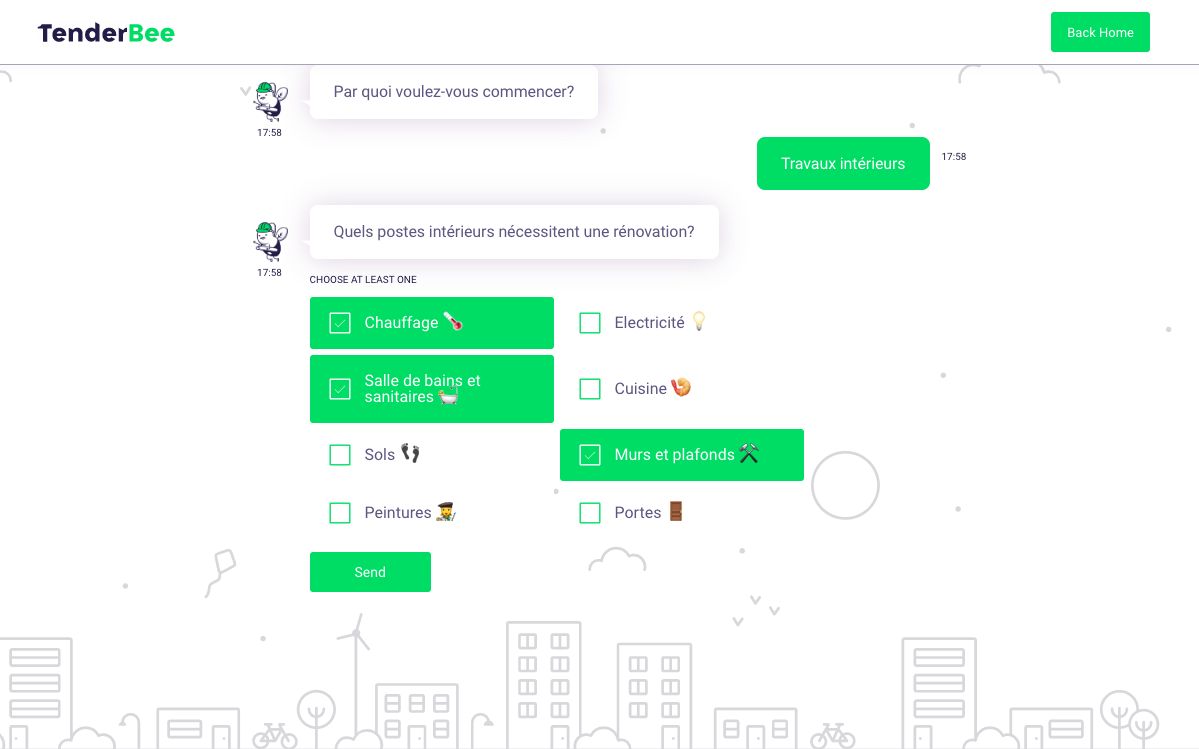 TenderBee
Back Home
Par quoi voulez-vous commencer?
17:58
Travaux intérieurs
17:58
Quels postes intérieurs nécessitent une rénovation?
17:58
CHOOSE AT LEAST ONE
Chauffage
Electricité
Salle de bains et
sanitaires
Cuisine
Sols
Murs et plafonds
Peintures
Portes
Send